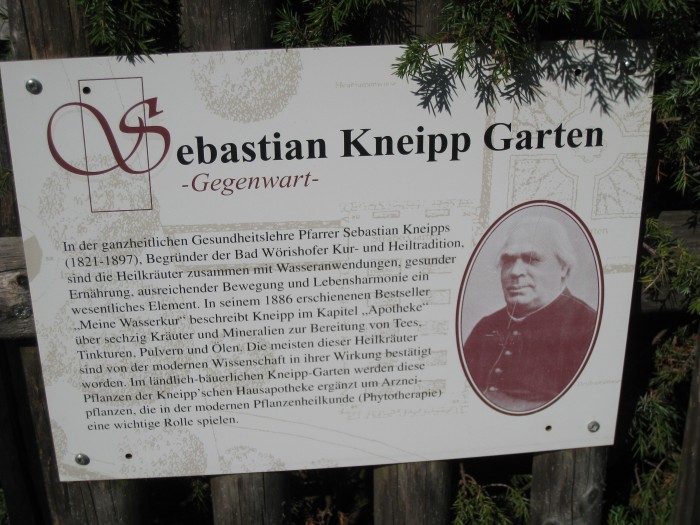 Sebastian Kneipp Garten
-Gegenwart-
In der ganzheitlichen Gesundheitslehre Pfarrer Sebastian Kneipps
(1821-1897), Begründer der Bad Wörishofer Kur- und Heiltradition,
sind die Heilkräuter zusammen mit Wasseranwendungen, gesunder
Ernährung, ausreichender Bewegung und Lebensharmonie ein
wesentliches Element. In seinem 1886 erschienenen Bestseller
„Meine Wasserkur“ beschreibt Kneipp im Kapitel „Apotheke“
über sechzig Kräuter und Mineralien zur Bereitung von Tees,
Tinkturen, Pulvern und Ölen. Die meisten dieser Heilkräuter
sind von der modernen Wissenschaft in ihrer Wirkung bestätigt
worden. Im ländlich-bäuerlichen Kneipp-Garten werden diese
Pflanzen der Kneipp'schen Hausapotheke ergänzt um Arznei-
pflanzen, die in der modernen Pflanzenheilkunde (Phytotherapie)
eine wichtige Rolle spielen.